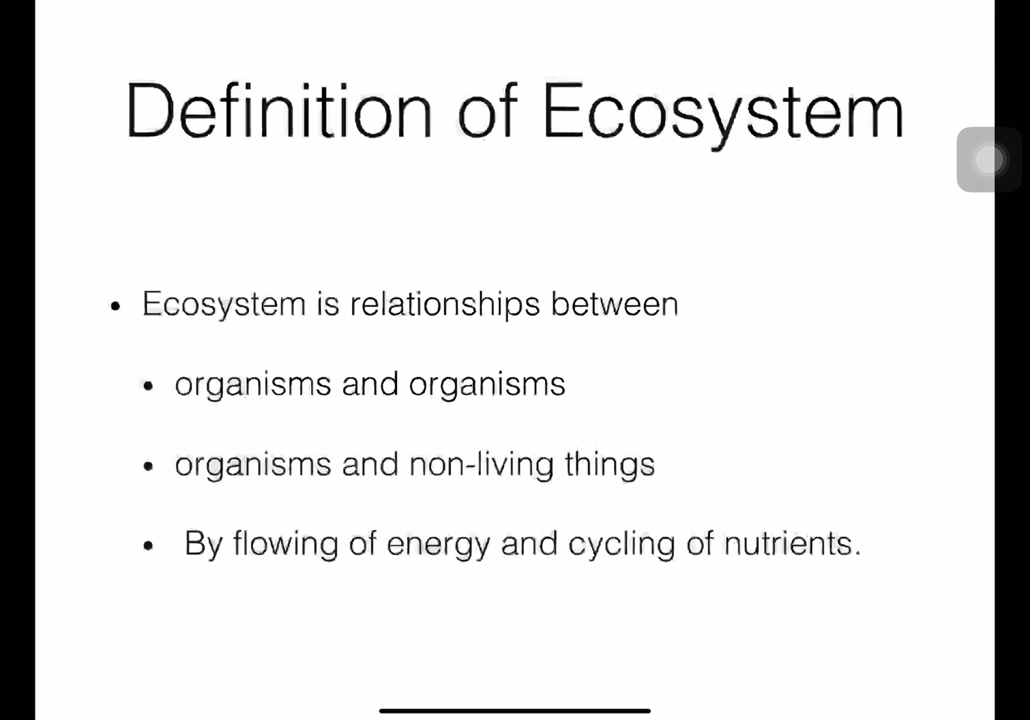 Definition of Ecosystem
• Ecosystem is relationships between
• organisms and organisms
• organisms and non-living things
• By flowing of energy and cycling of nutrients.